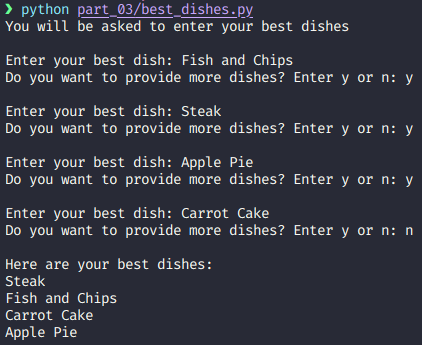 ❯ python part_03/best_dishes.py
You will be asked to enter your best dishes
Enter your best dish: Fish and Chips
Do you want to provide more dishes? Enter y or n: y
Enter your best dish: Steak
Do you want to provide more dishes? Enter y or n: y
Enter your best dish: Apple Pie
Do you want to provide more dishes? Enter y or n: y
Enter your best dish: Carrot Cake
Do you want to provide more dishes? Enter y or n: n
Here are your best dishes:
Steak
Fish and Chips
Carrot Cake
Apple Pie